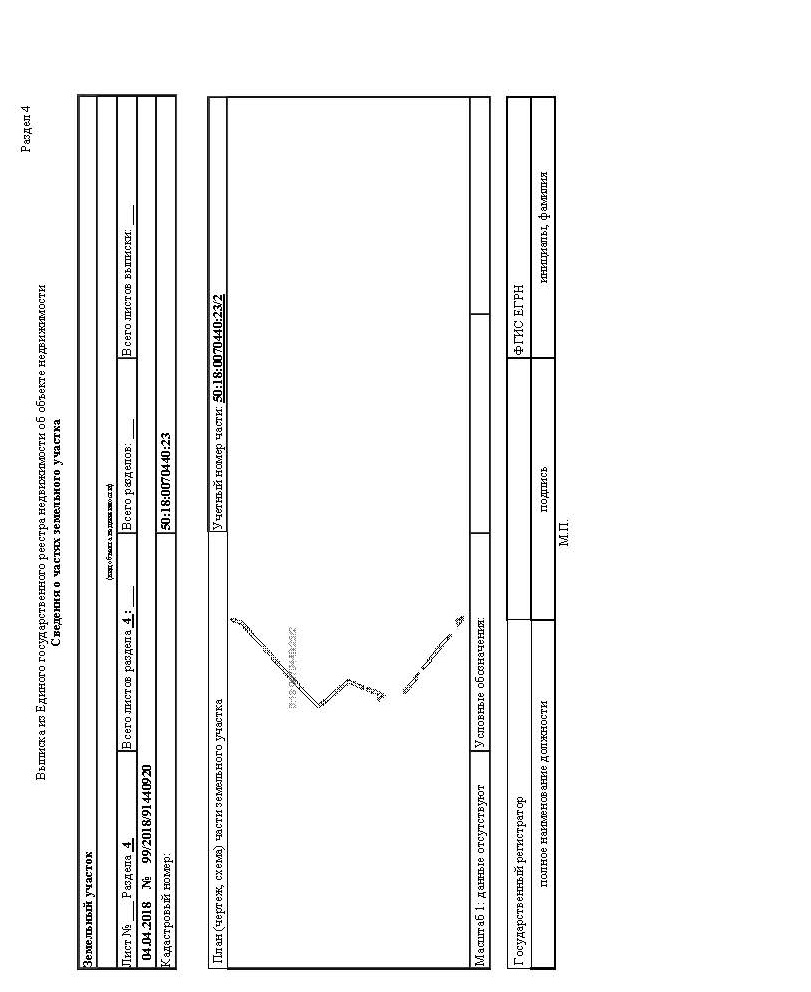 Раздел 4
Выписка из Единого государственного реестра недвижимости об объекте недвижимости
Сведения о частях земельного участка
Земельный участок
(вид объекта недвижимости)
Лист № ___ Раздела 4
Всего листов раздела 4 : ___
Всего разделов: ___
Всего листов выписки: ___
04.04.2018 № 99/2018/91440920
Кадастровый номер:
50:18:0070440:23
План (чертеж, схема) части земельного участка
Учетный номер части: 50:18:0070440:23/2
Масштаб 1: данные отсутствуют
Условные обозначения:
Государственный регистратор
ФГИС ЕГРН
полное наименование должности
подпись
инициалы, фамилия
М.П.